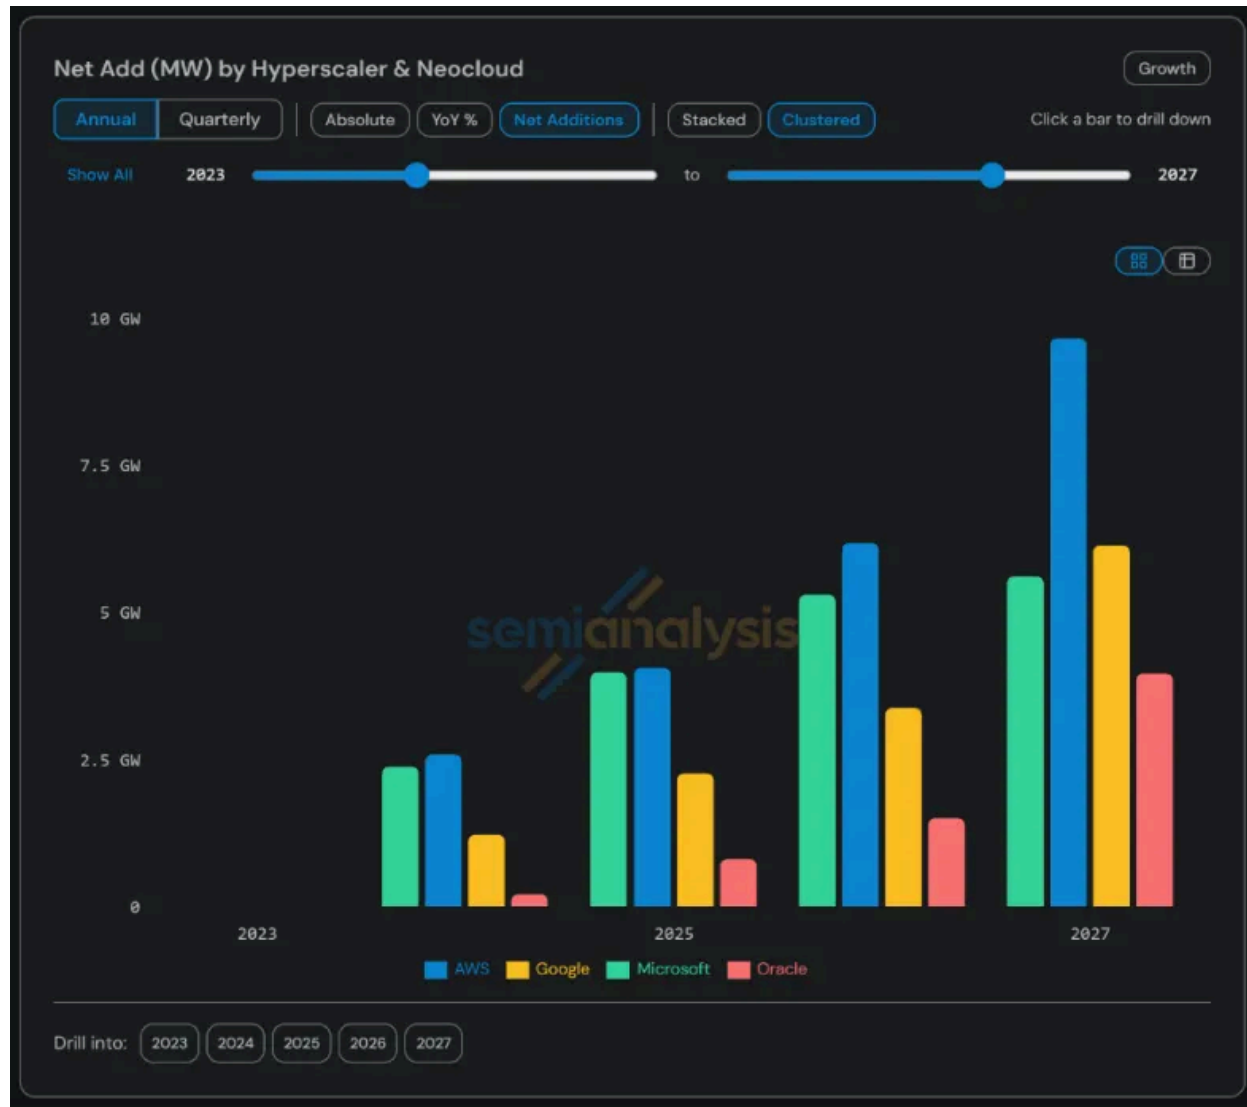 Net Add (MW) by Hyperscaler & Neocloud
Growth
Annual Quarterly Absolute YoY % Net Additions Stacked Clustered Click a bar to drill down
Show All 2023 to 2027
10 GW
7.5 GW
5 GW
semianalysis
2.5 GW
0
2023 2025 2027
AWS Google Microsoft Oracle
Drill into: 2023 2024 2025 2026 2027